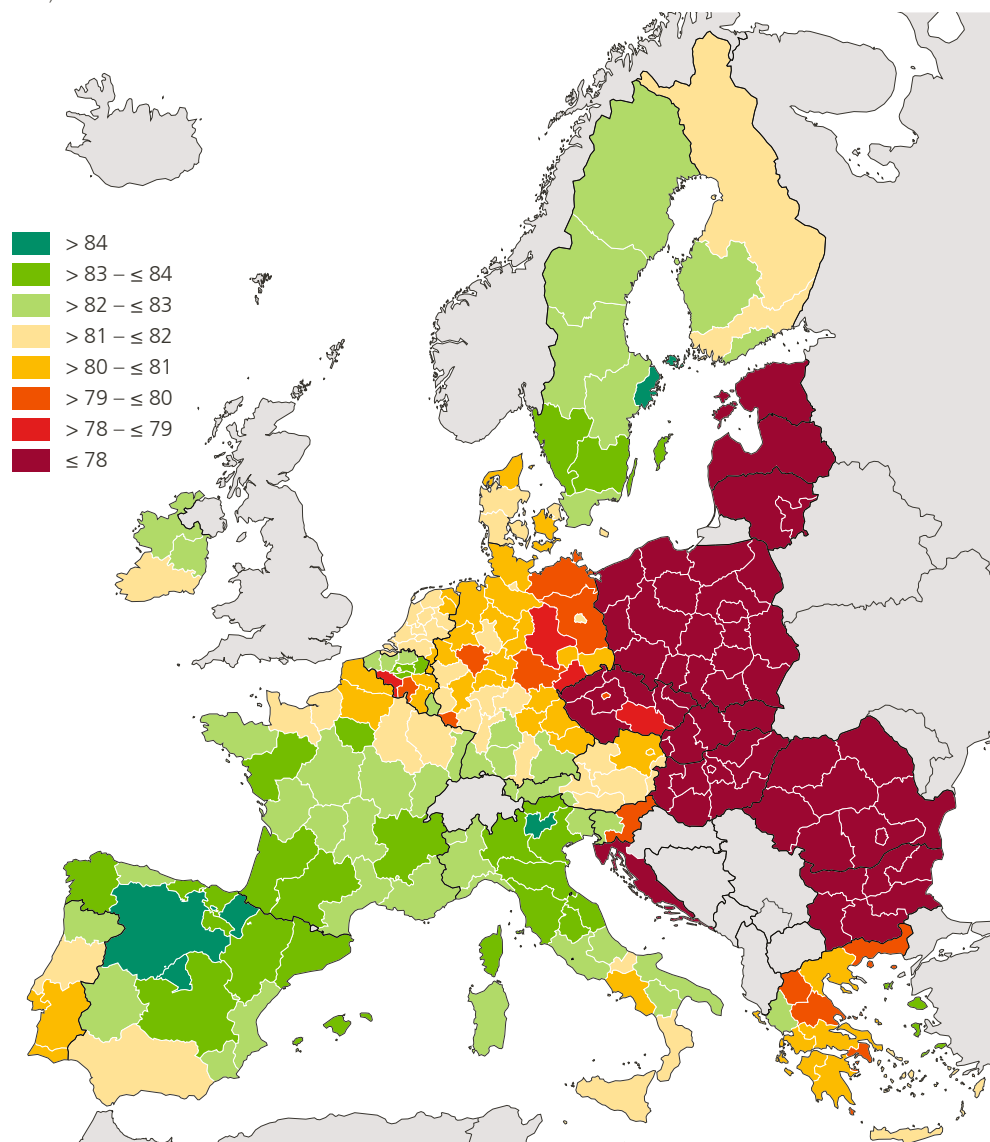 > 84
> 83 – ≤ 84
> 82 – ≤ 83
> 81 – ≤ 82
> 80 – ≤ 81
> 79 – ≤ 80
> 78 – ≤ 79
≤ 78